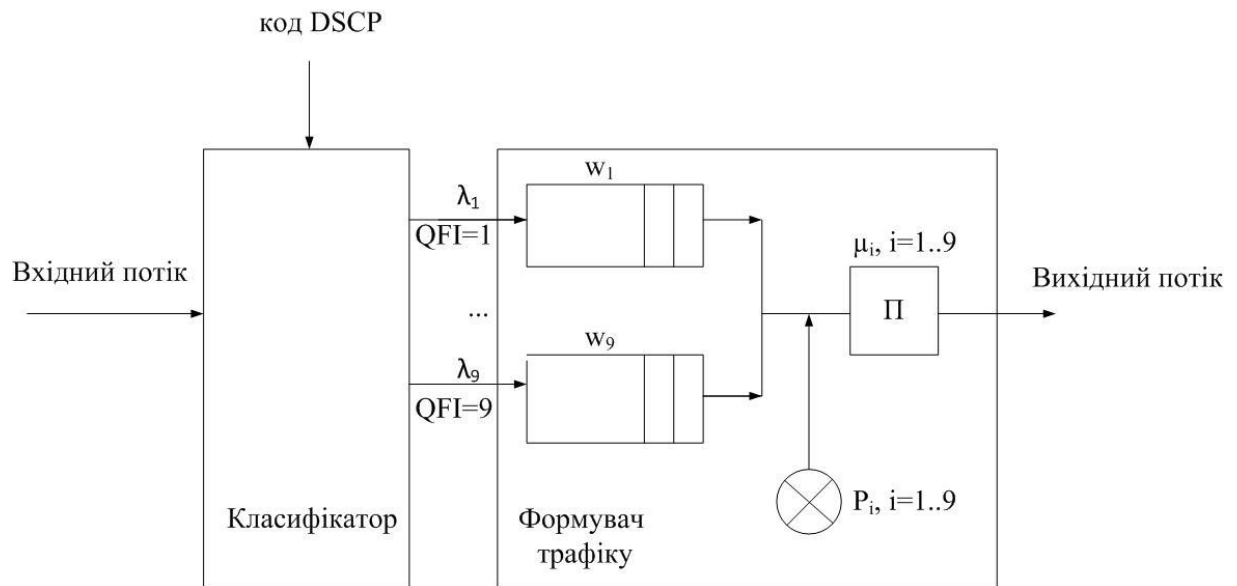 код DSCP
w₁
λ₁
QFI=1
μᵢ, i=1..9
Вхідний потік
Вихідний потік
П
...
w₉
λ₉
QFI=9
Pᵢ, i=1..9
Класифікатор
Формувач
трафіку